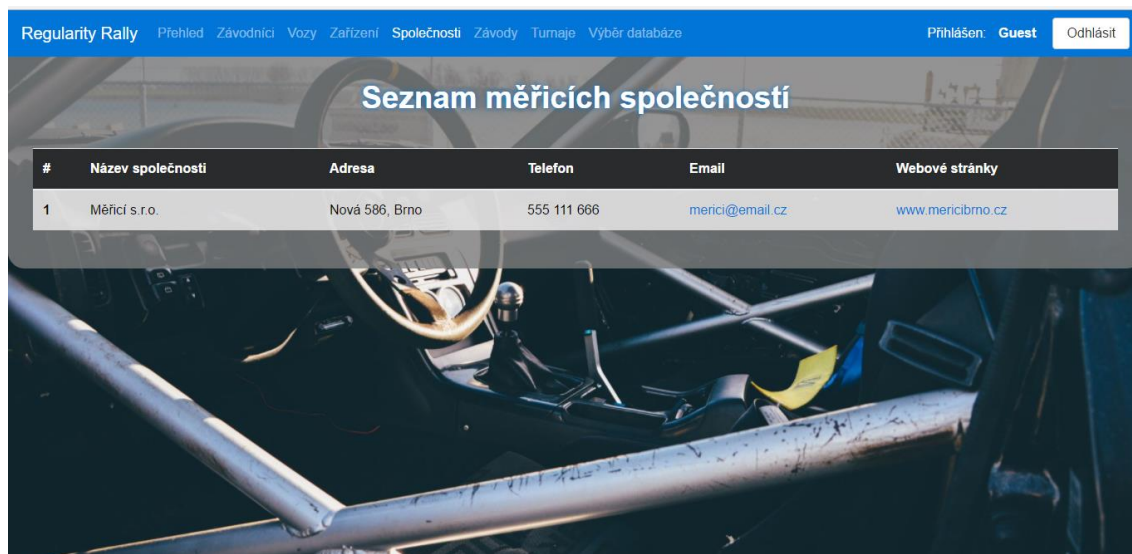 Regularity Rally Přehled Závodníci Vozy Zařízení Společnosti Závody Turnaje Výběr databáze Přihlášen: Guest Odhlásit
Seznam měřicích společností
# Název společnosti Adresa Telefon Email Webové stránky
1 Měřicí s.r.o. Nová 586, Brno 555 111 666 merici@email.cz www.mericibrno.cz